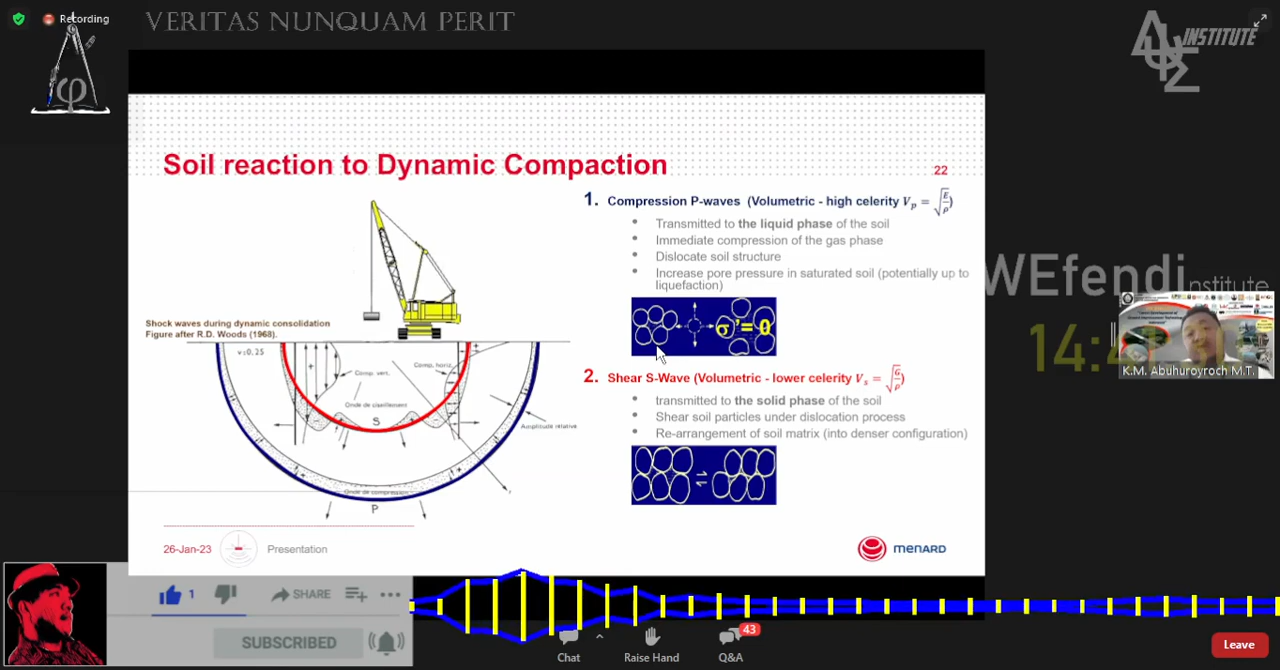 Recording
VERITAS NUNQUAM PERIT
INSTITUTE
Soil reaction to Dynamic Compaction
22
Shock waves during dynamic consolidation
Figure after R.D. Woods (1968).
ν=0,25
Comp. vert.
Comp. horiz.
Onde de cisaillement
S
Amplitude relative
Onde de compression
r
P
1. Compression P-waves (Volumetric - high celerity Vp = √E/ρ)
• Transmitted to the liquid phase of the soil
• Immediate compression of the gas phase
• Dislocate soil structure
• Increase pore pressure in saturated soil (potentially up to
liquefaction)
σ'= 0
2. Shear S-Wave (Volumetric - lower celerity Vs = √G/ρ)
• transmitted to the solid phase of the soil
• Shear soil particles under dislocation process
• Re-arrangement of soil matrix (into denser configuration)
26-Jan-23
Presentation
MENARD
WEfendi
institute
K.M. Abuhuroyroch M.T.
1
SHARE
SUBSCRIBED
Chat
Raise Hand
43
Q&A
Leave